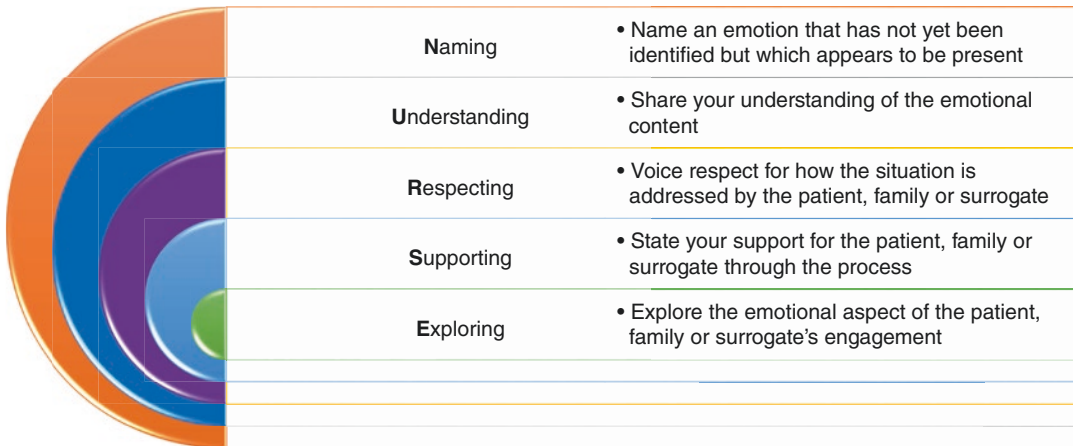 Naming
• Name an emotion that has not yet been
identified but which appears to be present
Understanding
• Share your understanding of the emotional
content
Respecting
• Voice respect for how the situation is
addressed by the patient, family or surrogate
Supporting
• State your support for the patient, family or
surrogate through the process
Exploring
• Explore the emotional aspect of the patient,
family or surrogate's engagement